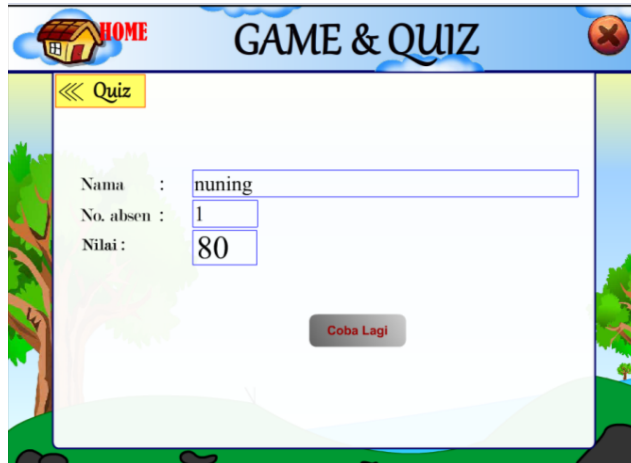 HOME
GAME & QUIZ
Quiz
Nama : nuning
No. absen : 1
Nilai : 80
Coba Lagi